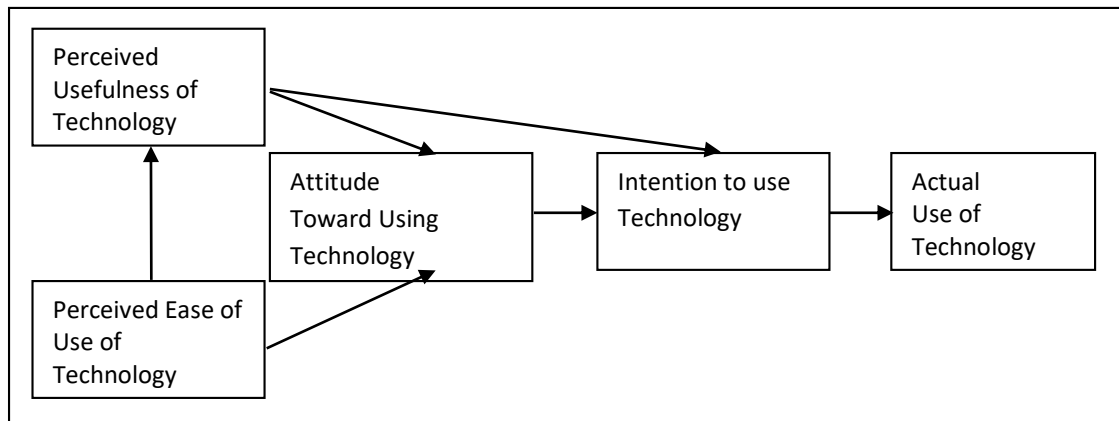 Perceived
Usefulness of
Technology
Attitude
Toward Using
Technology
Intention to use
Technology
Actual
Use of
Technology
Perceived Ease of
Use of
Technology